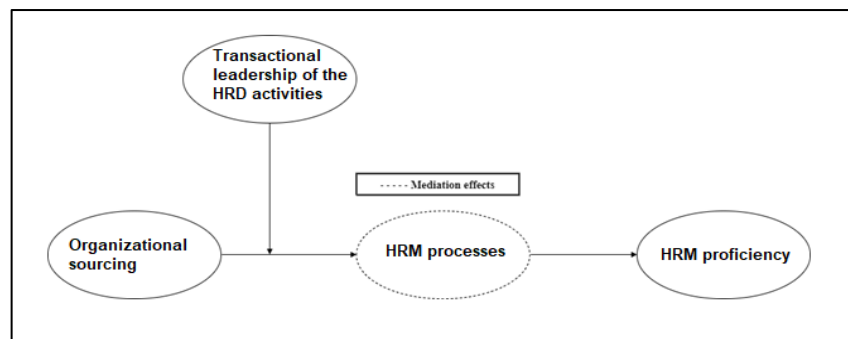 Transactional
leadership of the
HRD activities
----- Mediation effects
Organizational
sourcing
HRM processes
HRM proficiency